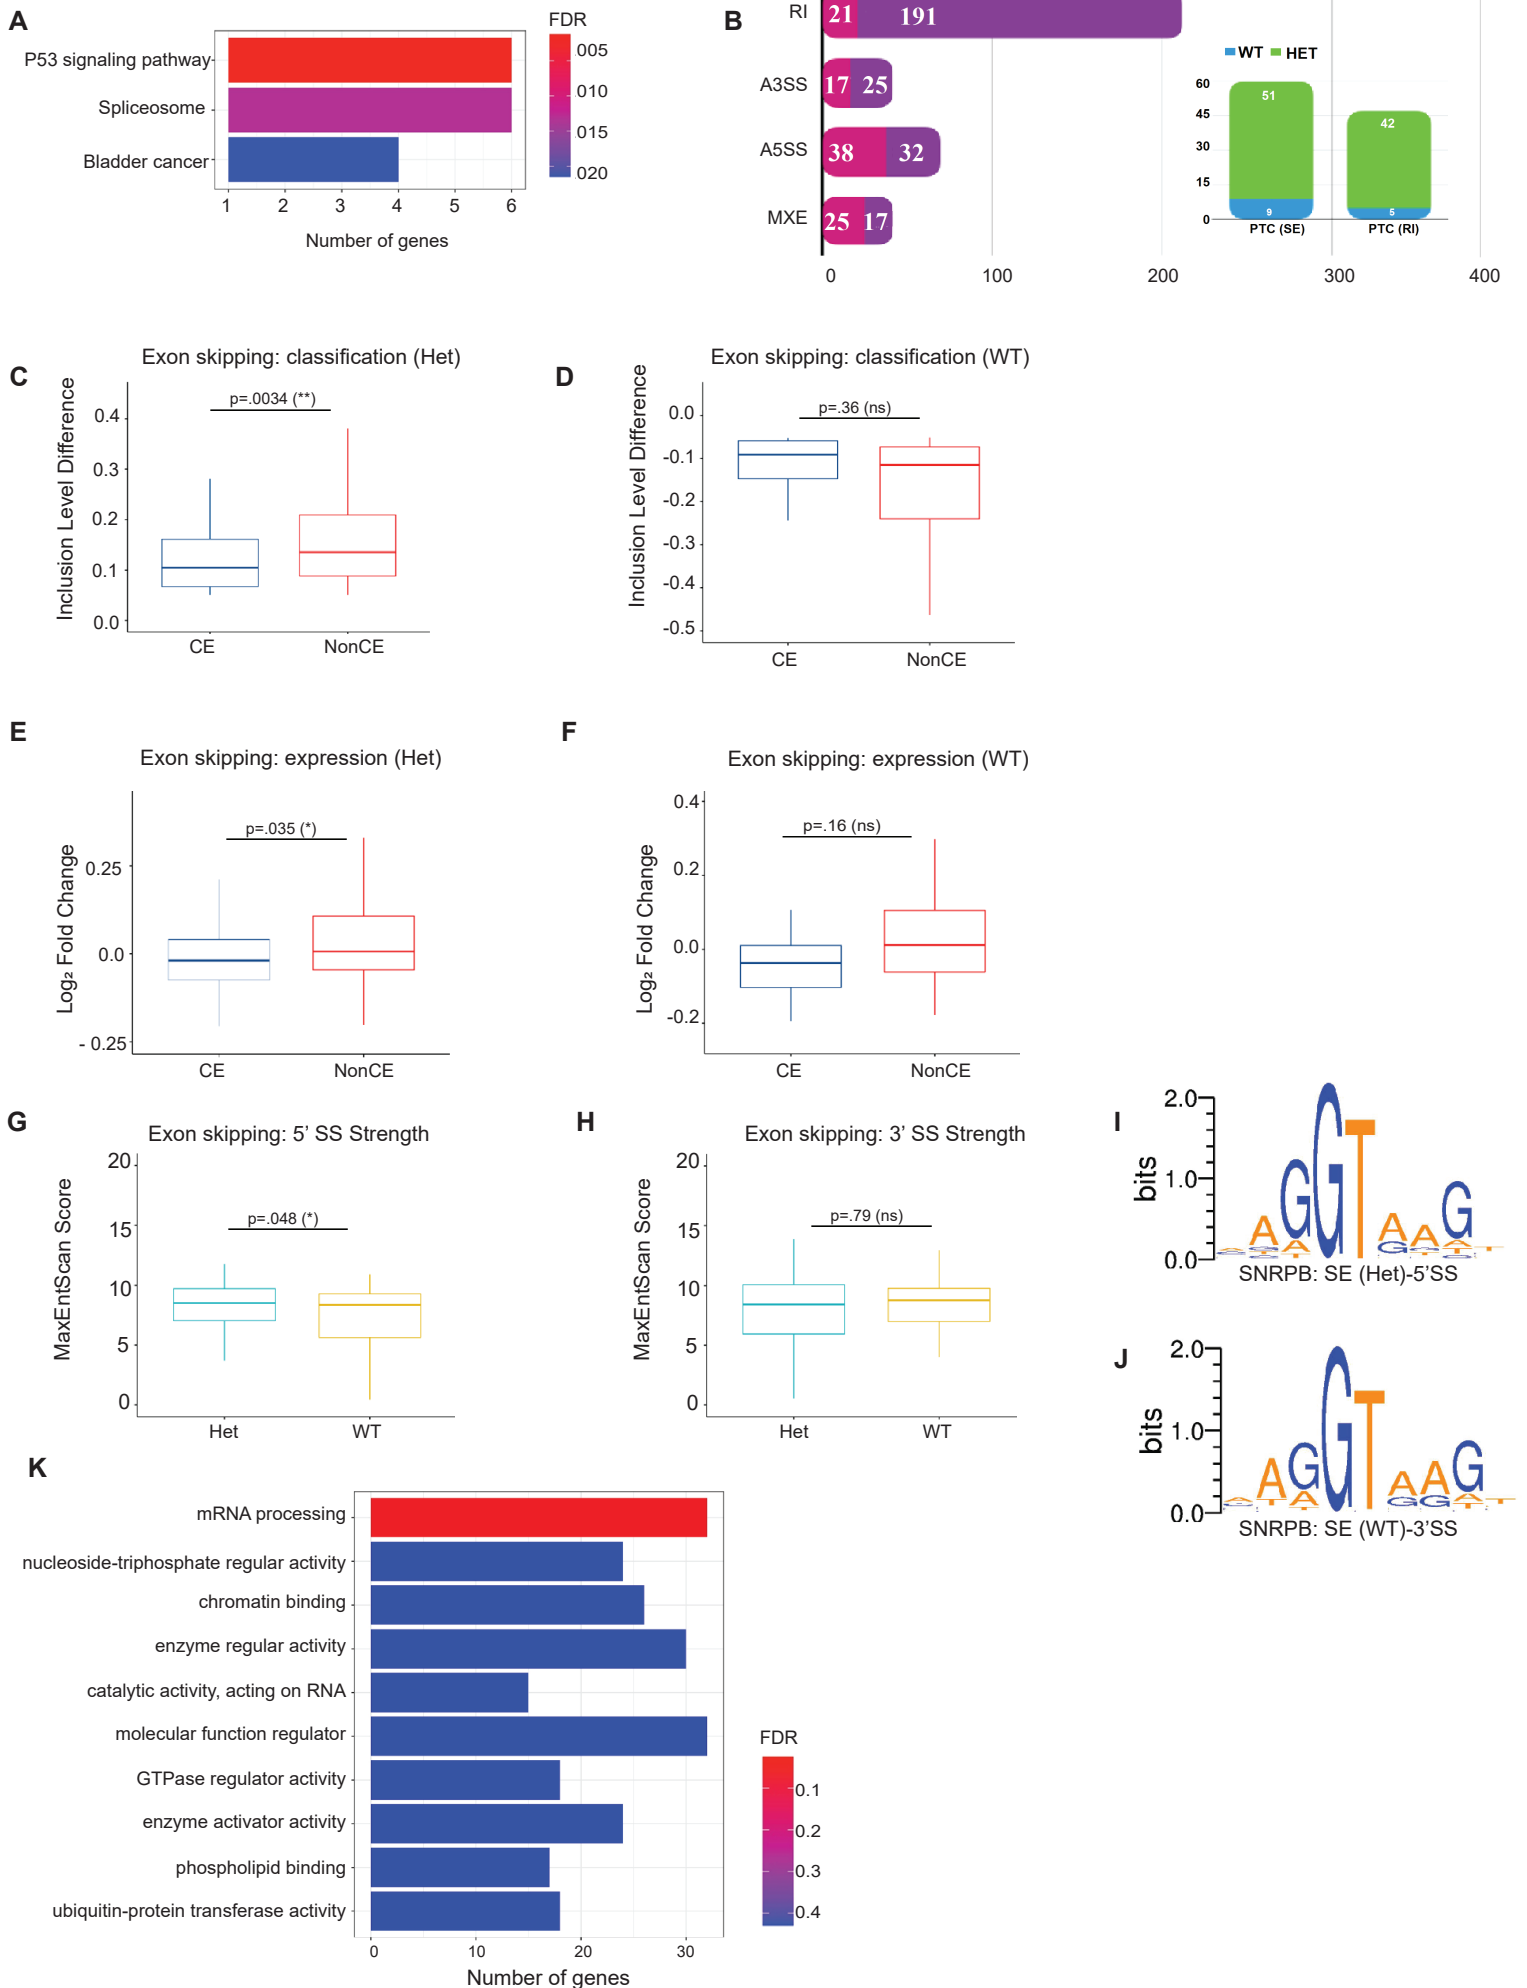 A
FDR
P53 signaling pathway
Spliceosome
Bladder cancer
005
010
015
020
1 2 3 4 5 6
Number of genes
B
RI 21 191
A3SS 17 25
A5SS 38 32
MXE 25 17
0 100 200 300 400
WT HET
60
45
30
15
0
51
9
42
5
PTC (SE) PTC (RI)
C
Exon skipping: classification (Het)
p=.0034 (**)
Inclusion Level Difference
0.4
0.3
0.2
0.1
0.0
CE NonCE
D
Exon skipping: classification (WT)
p=.36 (ns)
Inclusion Level Difference
0.0
-0.1
-0.2
-0.3
-0.4
-0.5
CE NonCE
E
Exon skipping: expression (Het)
p=.035 (*)
Log₂ Fold Change
0.25
0.0
- 0.25
CE NonCE
F
Exon skipping: expression (WT)
p=.16 (ns)
Log₂ Fold Change
0.4
0.2
0.0
-0.2
CE NonCE
G
Exon skipping: 5’ SS Strength
p=.048 (*)
MaxEntScan Score
20
15
10
5
0
Het WT
H
Exon skipping: 3’ SS Strength
p=.79 (ns)
MaxEntScan Score
20
15
10
5
0
Het WT
I
bits
2.0
1.0
0.0
A G G T A A G
SNRPB: SE (Het)-5’SS
J
bits
2.0
1.0
0.0
A G G T A A G
SNRPB: SE (WT)-3’SS
K
mRNA processing
nucleoside-triphosphate regular activity
chromatin binding
enzyme regular activity
catalytic activity, acting on RNA
molecular function regulator
GTPase regulator activity
enzyme activator activity
phospholipid binding
ubiquitin-protein transferase activity
0 10 20 30
Number of genes
FDR
0.1
0.2
0.3
0.4